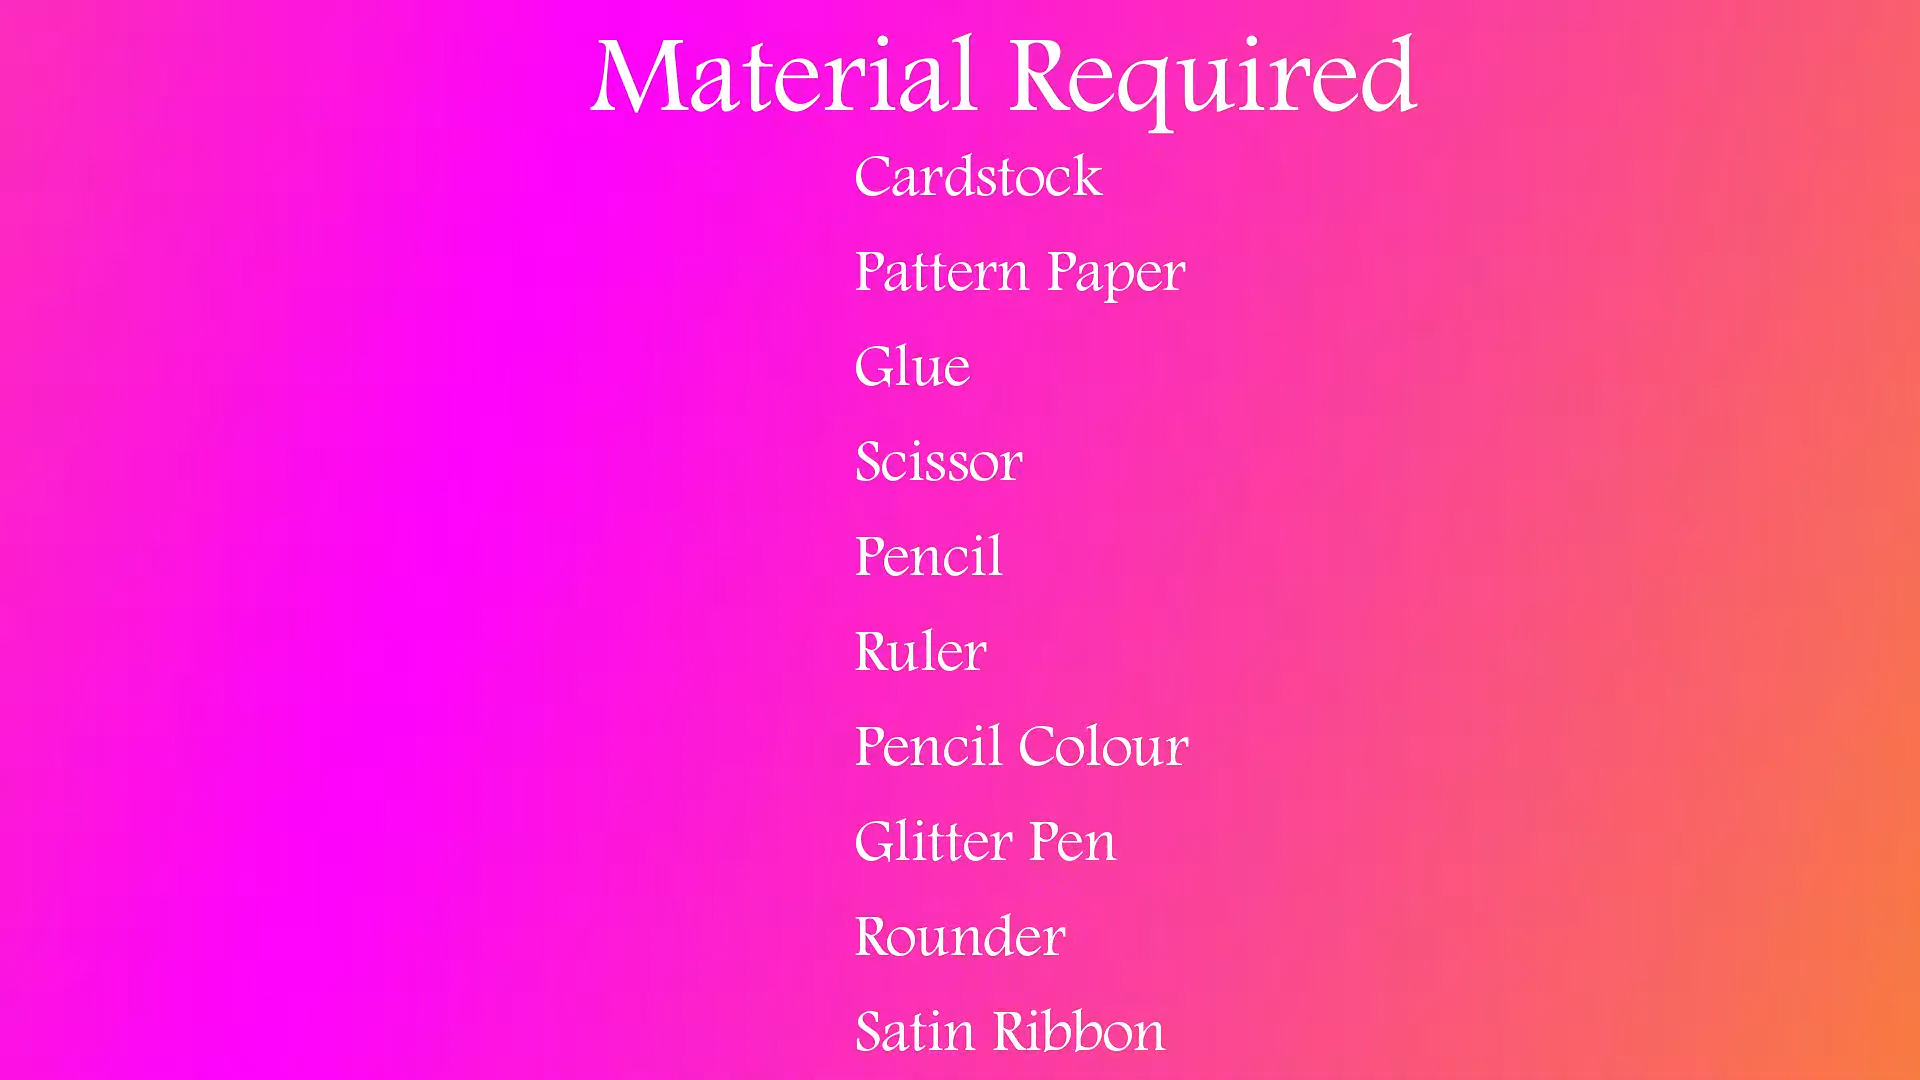 Material Required
Cardstock
Pattern Paper
Glue
Scissor
Pencil
Ruler
Pencil Colour
Glitter Pen
Rounder
Satin Ribbon